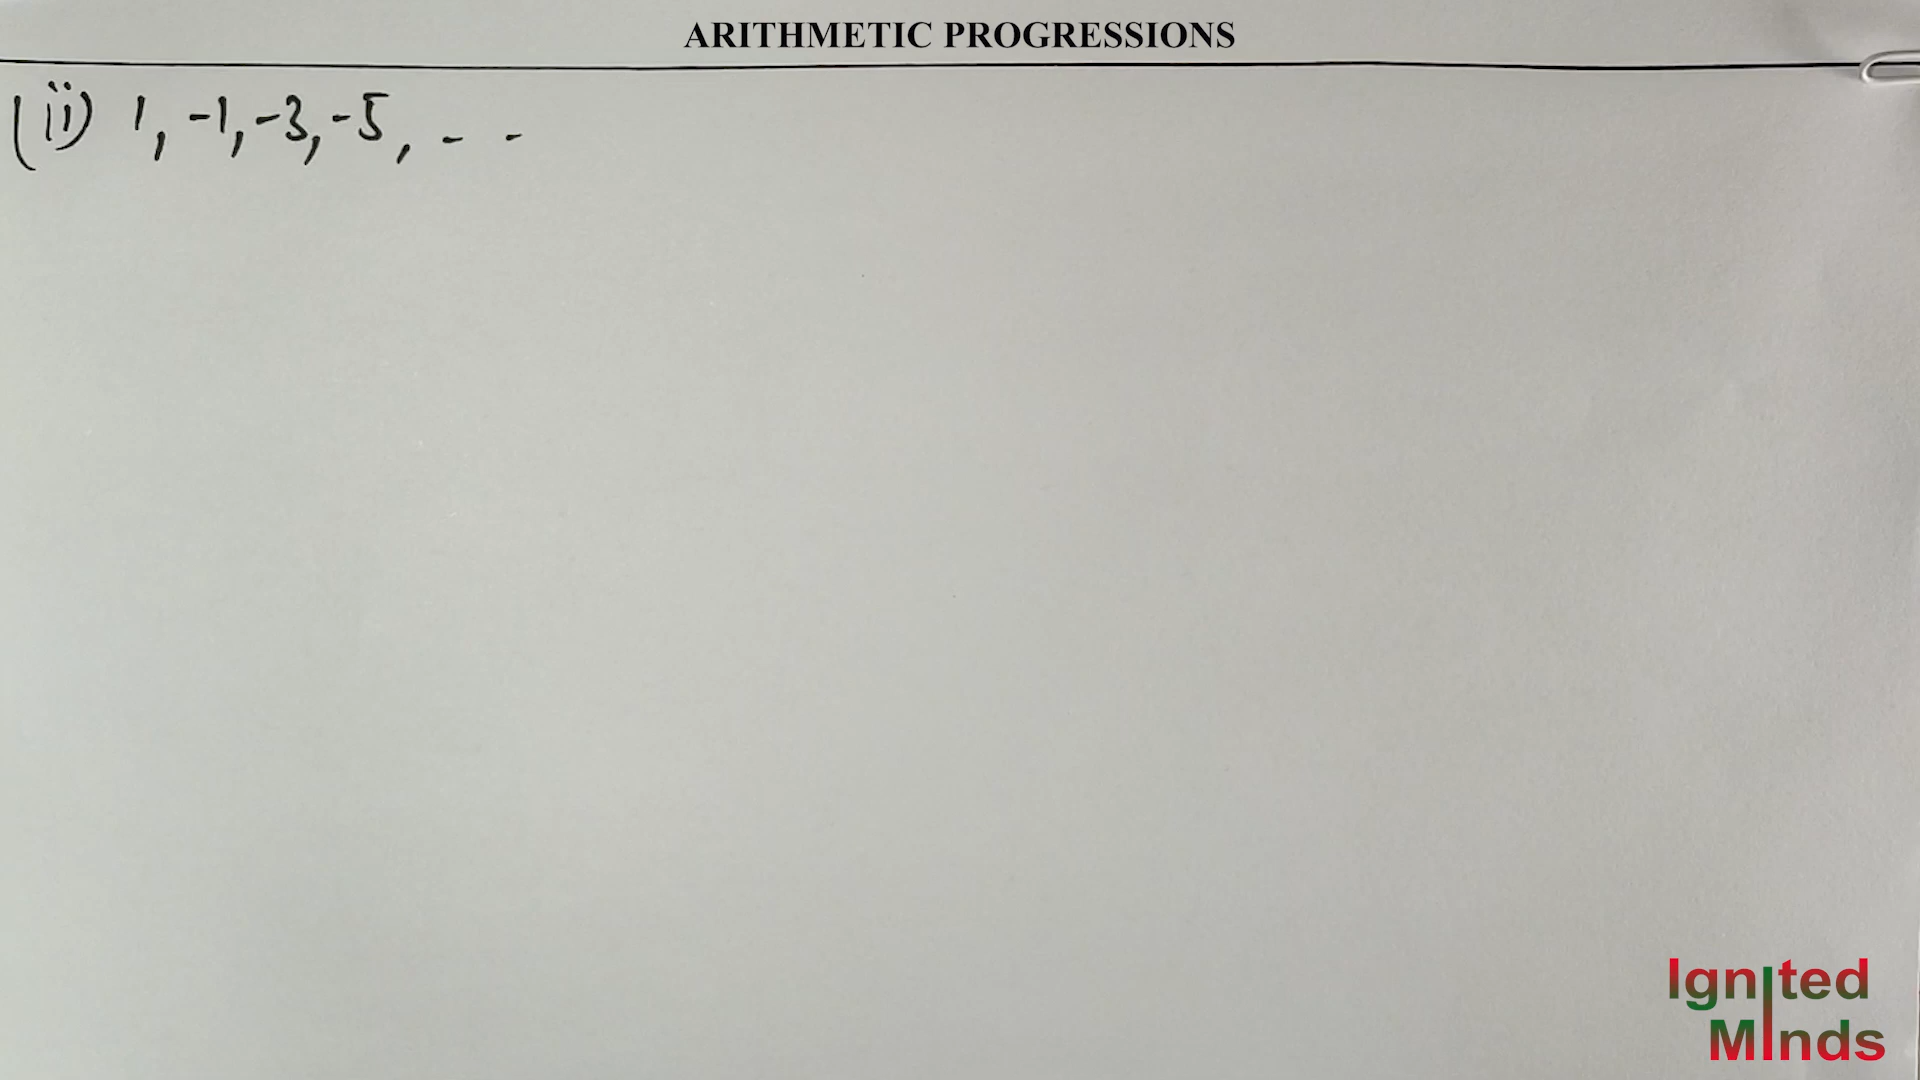 ARITHMETIC PROGRESSIONS
(ii) 1, -1, -3, -5, - -
Ignited
Minds